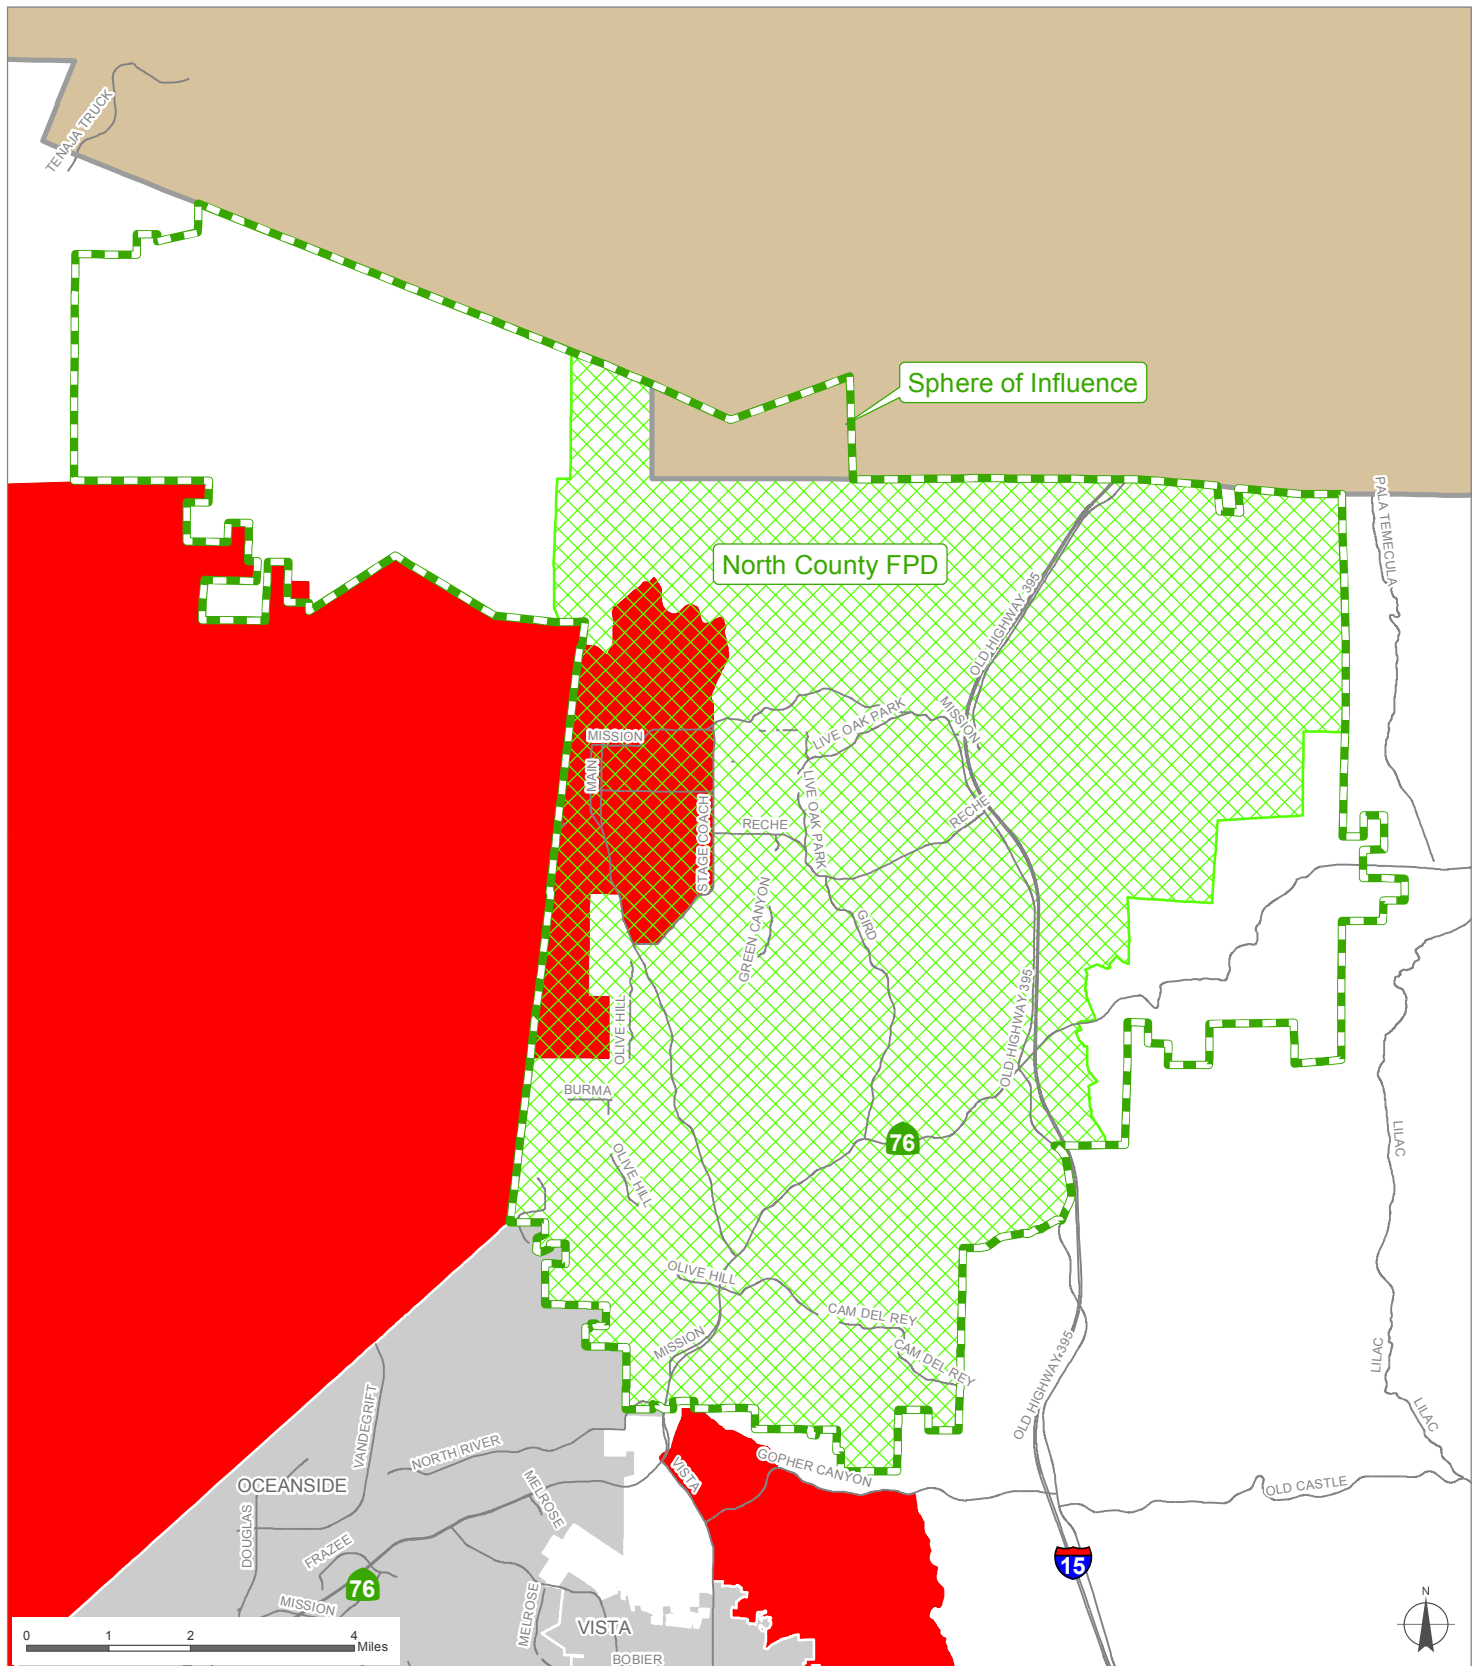 TENAJA TRUCK
Sphere of Influence
PALA TEMECULA
North County FPD
OLD HIGHWAY 395
MISSION
LIVE OAK PARK
MISSION
MAIN
LIVE OAK PARK
STAGE COACH
RECHE
RECHE
GREEN CANYON
GIRD
OLD HIGHWAY 395
OLIVE HILL
BURMA
76
OLIVE HILL
LILAC
OLIVE HILL
CAM DEL REY
MISSION
CAM DEL REY
OLD HIGHWAY 395
LILAC
LILAC
VANDEGRIFT
NORTH RIVER
VISTA
GOPHER CANYON
OLD CASTLE
OCEANSIDE
MELROSE
DOUGLAS
FRAZEE
15
76
MISSION
MELROSE
VISTA
BOBIER
N
0 1 2 4
Miles